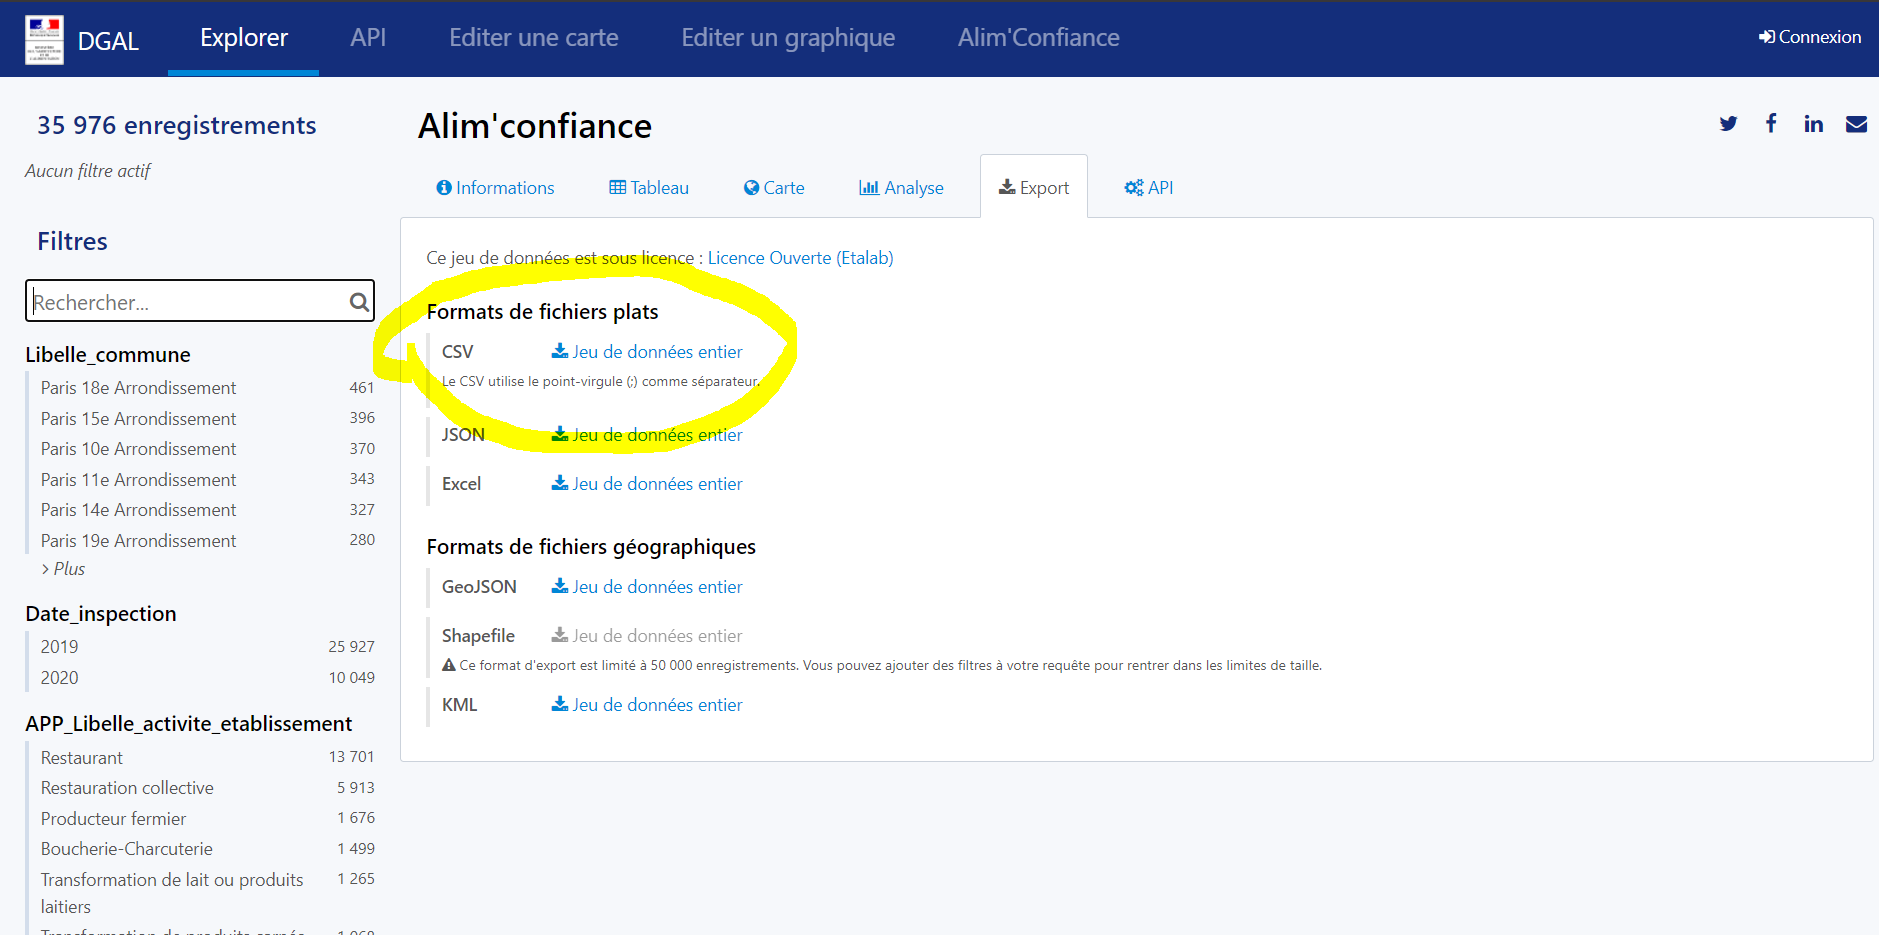 DGAL
Explorer
API
Editer une carte
Editer un graphique
Alim'Confiance
Connexion
35 976 enregistrements
Aucun filtre actif
Filtres
Rechercher...
Libelle_commune
Paris 18e Arrondissement 461
Paris 15e Arrondissement 396
Paris 10e Arrondissement 370
Paris 11e Arrondissement 343
Paris 14e Arrondissement 327
Paris 19e Arrondissement 280
> Plus
Date_inspection
2019 25 927
2020 10 049
APP_Libelle_activite_etablissement
Restaurant 13 701
Restauration collective 5 913
Producteur fermier 1 676
Boucherie-Charcuterie 1 499
Transformation de lait ou produits 1 265
laitiers
Alim'confiance
Informations
Tableau
Carte
Analyse
Export
API
Ce jeu de données est sous licence : Licence Ouverte (Etalab)
Formats de fichiers plats
CSV Jeu de données entier
Le CSV utilise le point-virgule (;) comme séparateur.
JSON Jeu de données entier
Excel Jeu de données entier
Formats de fichiers géographiques
GeoJSON Jeu de données entier
Shapefile Jeu de données entier
Ce format d'export est limité à 50 000 enregistrements. Vous pouvez ajouter des filtres à votre requête pour rentrer dans les limites de taille.
KML Jeu de données entier